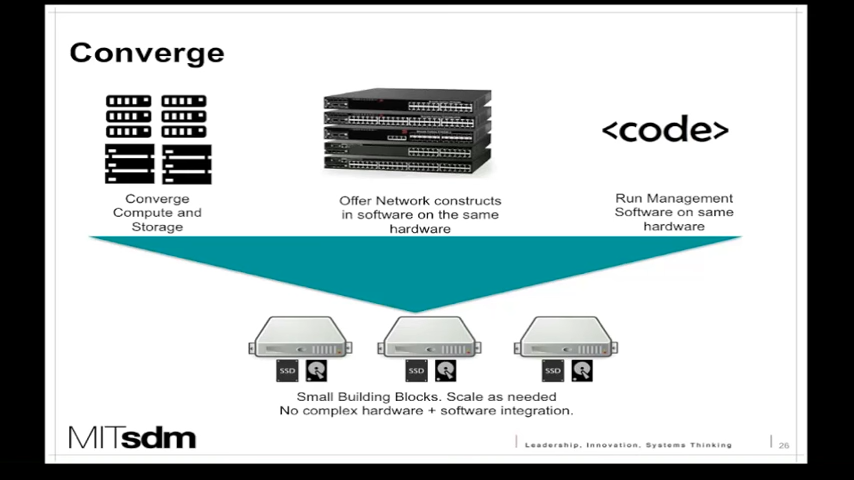 Converge
<code>
Converge
Compute and
Storage
Offer Network constructs
in software on the same
hardware
Run Management
Software on same
hardware
SSD
SSD
SSD
Small Building Blocks. Scale as needed
No complex hardware + software integration.
MITsdm
Leadership, Innovation, Systems Thinking
26